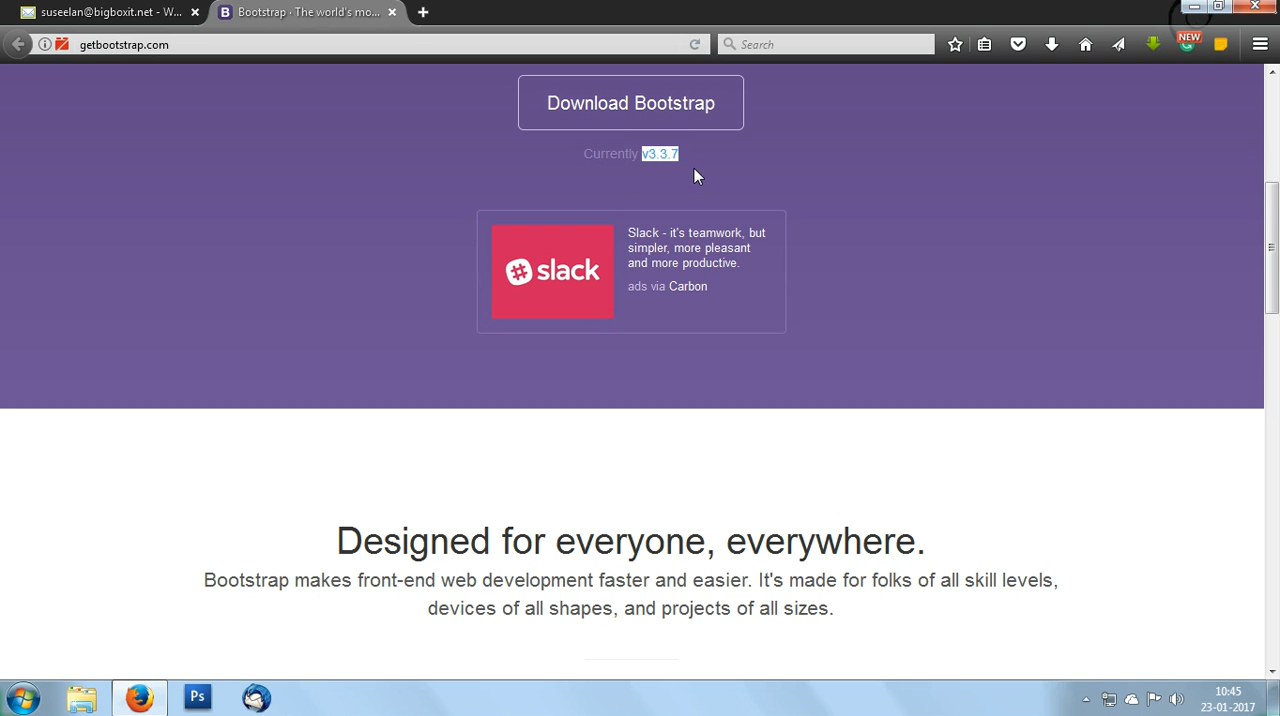 suseelan@bigboxit.net - W...
Bootstrap · The world's mo...
getbootstrap.com
Search
NEW
Download Bootstrap
Currently v3.3.7
slack
Slack - it's teamwork, but
simpler, more pleasant
and more productive.
ads via Carbon
Designed for everyone, everywhere.
Bootstrap makes front-end web development faster and easier. It's made for folks of all skill levels,
devices of all shapes, and projects of all sizes.
Ps
10:45
23-01-2017